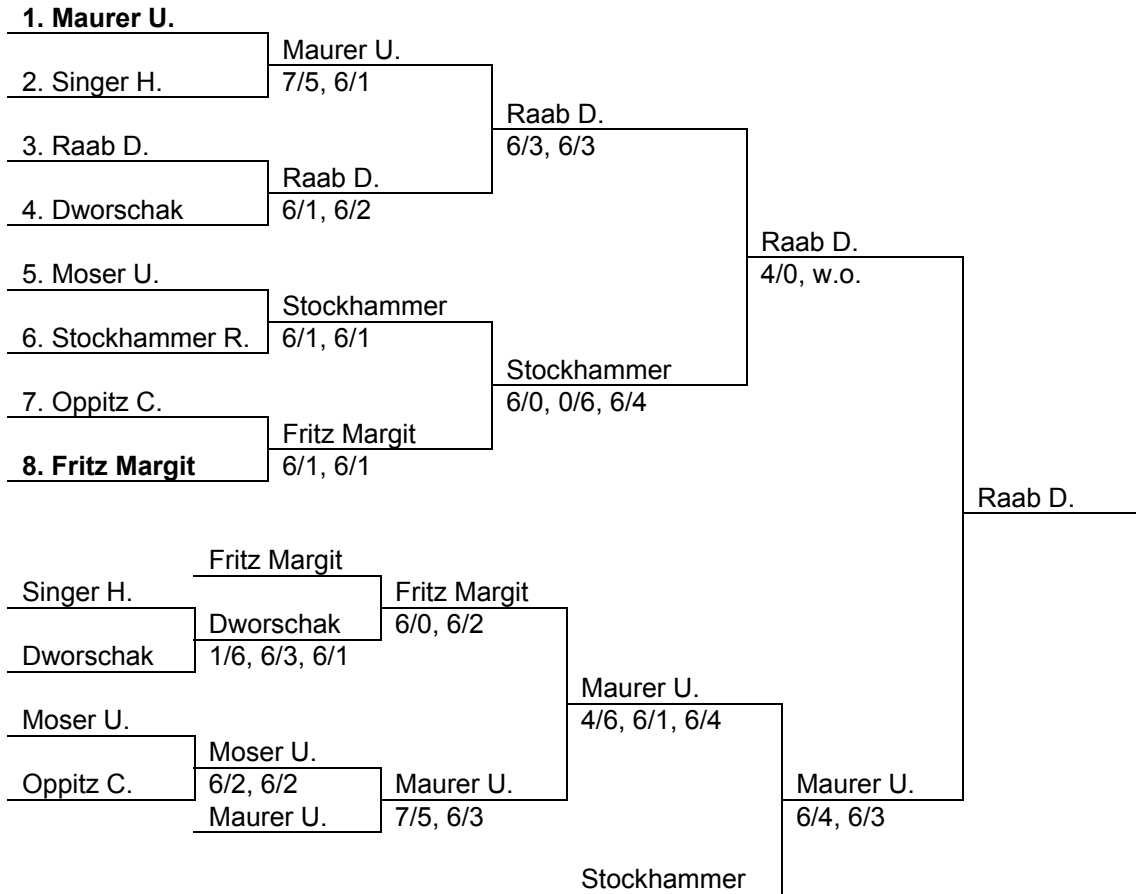 1. Maurer U.
Maurer U.
2. Singer H.
7/5, 6/1
Raab D.
3. Raab D.
6/3, 6/3
Raab D.
4. Dworschak
6/1, 6/2
Raab D.
5. Moser U.
4/0, w.o.
Stockhammer
6. Stockhammer R.
6/1, 6/1
Stockhammer
7. Oppitz C.
6/0, 0/6, 6/4
Fritz Margit
8. Fritz Margit
6/1, 6/1
Raab D.
Fritz Margit
Singer H.
Fritz Margit
Dworschak
6/0, 6/2
Dworschak
1/6, 6/3, 6/1
Maurer U.
Moser U.
4/6, 6/1, 6/4
Moser U.
Oppitz C.
6/2, 6/2
Maurer U.
Maurer U.
Maurer U.
7/5, 6/3
6/4, 6/3
Stockhammer